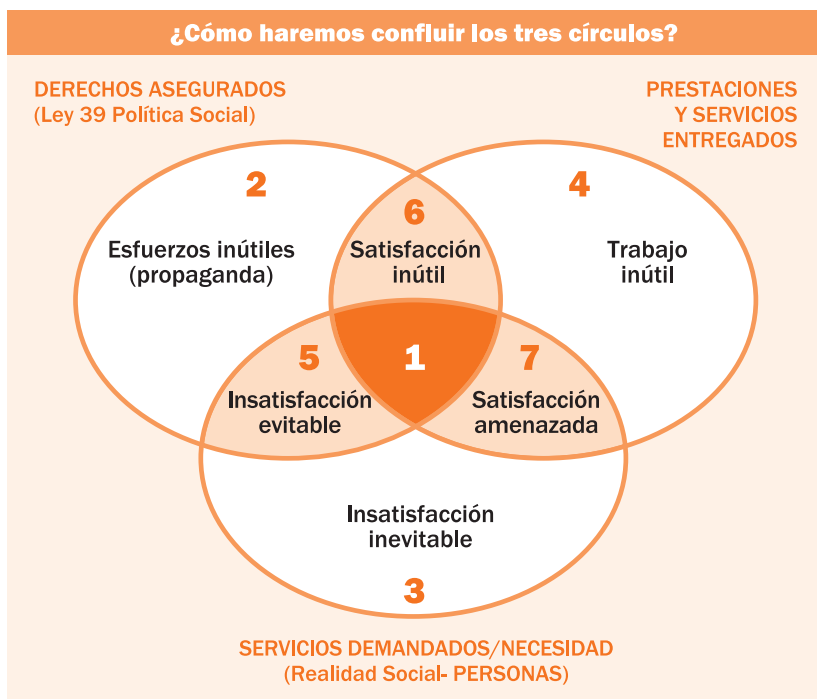 ¿Cómo haremos confluir los tres círculos?
DERECHOS ASEGURADOS
(Ley 39 Política Social)
PRESTACIONES
Y SERVICIOS
ENTREGADOS
2
Esfuerzos inútiles
(propaganda)
6
Satisfacción
inútil
4
Trabajo
inútil
5
Insatisfacción
evitable
1
7
Satisfacción
amenazada
Insatisfacción
inevitable
3
SERVICIOS DEMANDADOS/NECESIDAD
(Realidad Social- PERSONAS)